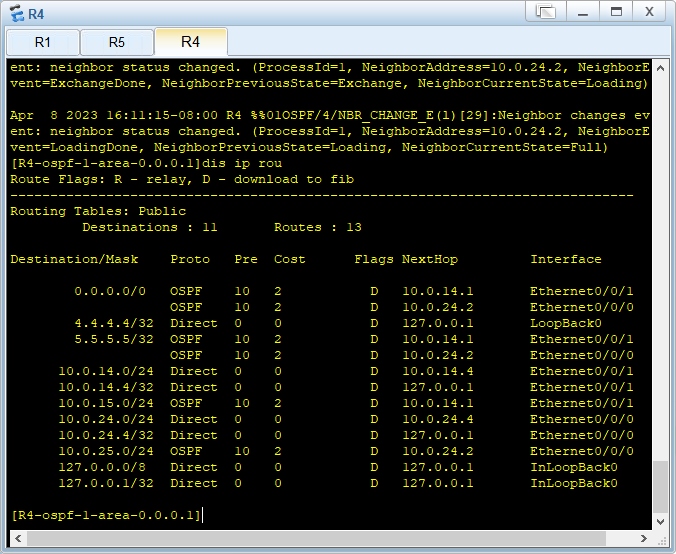 R4
R1 R5 R4
ent: neighbor status changed. (ProcessId=1, NeighborAddress=10.0.24.2, NeighborE
vent=ExchangeDone, NeighborPreviousState=Exchange, NeighborCurrentState=Loading)
Apr  8 2023 16:11:15-08:00 R4 %%01OSPF/4/NBR_CHANGE_E(l)[29]:Neighbor changes ev
ent: neighbor status changed. (ProcessId=1, NeighborAddress=10.0.24.2, NeighborE
vent=LoadingDone, NeighborPreviousState=Loading, NeighborCurrentState=Full)
[R4-ospf-1-area-0.0.0.1]dis ip rou
Route Flags: R - relay, D - download to fib
------------------------------------------------------------------------------
Routing Tables: Public
         Destinations : 11       Routes : 13
Destination/Mask    Proto   Pre  Cost      Flags NextHop         Interface
        0.0.0.0/0   OSPF    10   2           D   10.0.14.1       Ethernet0/0/1
                    OSPF    10   2           D   10.0.24.2       Ethernet0/0/0
        4.4.4.4/32  Direct  0    0           D   127.0.0.1       LoopBack0
        5.5.5.5/32  OSPF    10   2           D   10.0.14.1       Ethernet0/0/1
                    OSPF    10   2           D   10.0.24.2       Ethernet0/0/0
      10.0.14.0/24  Direct  0    0           D   10.0.14.4       Ethernet0/0/1
      10.0.14.4/32  Direct  0    0           D   127.0.0.1       Ethernet0/0/1
      10.0.15.0/24  OSPF    10   2           D   10.0.14.1       Ethernet0/0/1
      10.0.24.0/24  Direct  0    0           D   10.0.24.4       Ethernet0/0/0
      10.0.24.4/32  Direct  0    0           D   127.0.0.1       Ethernet0/0/0
      10.0.25.0/24  OSPF    10   2           D   10.0.24.2       Ethernet0/0/0
      127.0.0.0/8   Direct  0    0           D   127.0.0.1       InLoopBack0
      127.0.0.1/32  Direct  0    0           D   127.0.0.1       InLoopBack0
[R4-ospf-1-area-0.0.0.1]